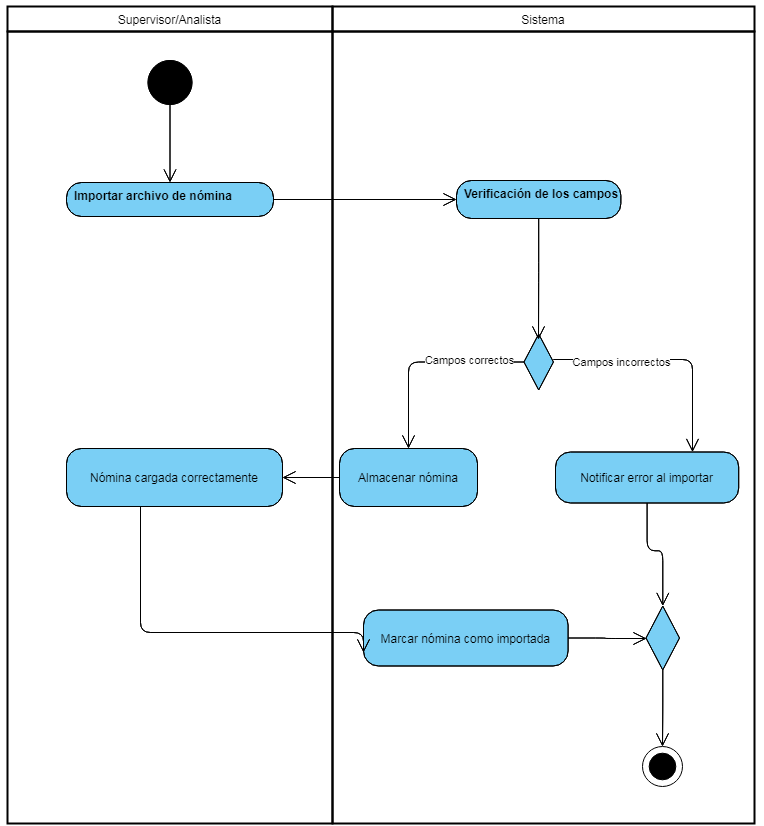 Supervisor/Analista
Sistema
Importar archivo de nómina
Verificación de los campos
Campos correctos
Campos incorrectos
Nómina cargada correctamente
Almacenar nómina
Notificar error al importar
Marcar nómina como importada